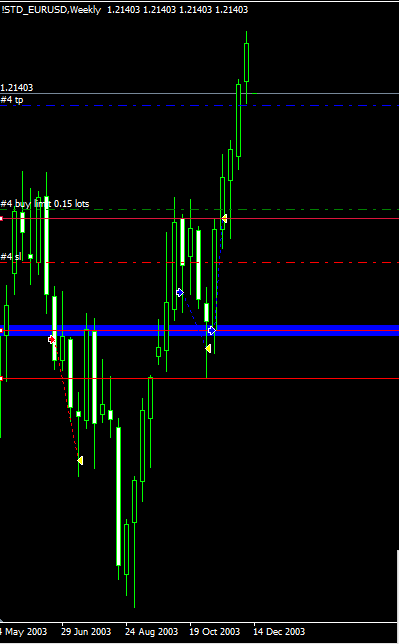 !STD_EURUSD,Weekly 1.21403 1.21403 1.21403 1.21403
1.21403
#4 tp
#4 buy limit 0.15 lots
#4 sl
May 2003 29 Jun 2003 24 Aug 2003 19 Oct 2003 14 Dec 2003